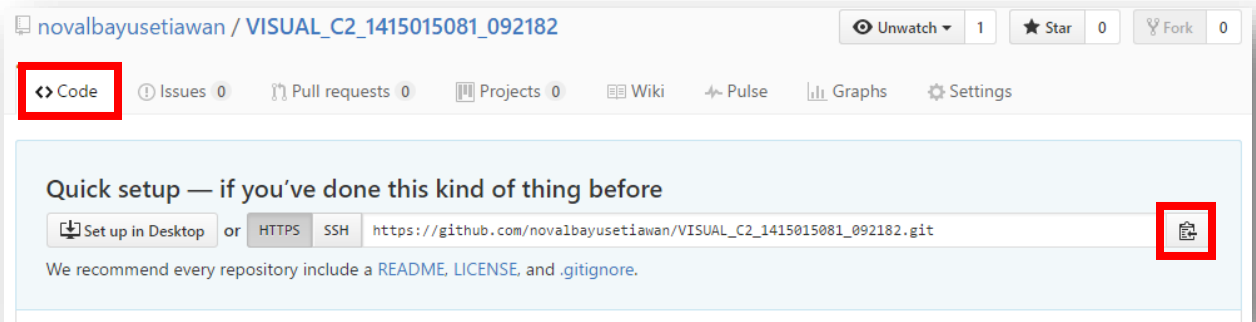 novalbayusetiawan / VISUAL_C2_1415015081_092182 Unwatch 1 Star 0 Fork 0
<> Code Issues 0 Pull requests 0 Projects 0 Wiki Pulse Graphs Settings
Quick setup — if you’ve done this kind of thing before
Set up in Desktop or HTTPS SSH https://github.com/novalbayusetiawan/VISUAL_C2_1415015081_092182.git
We recommend every repository include a README, LICENSE, and .gitignore.